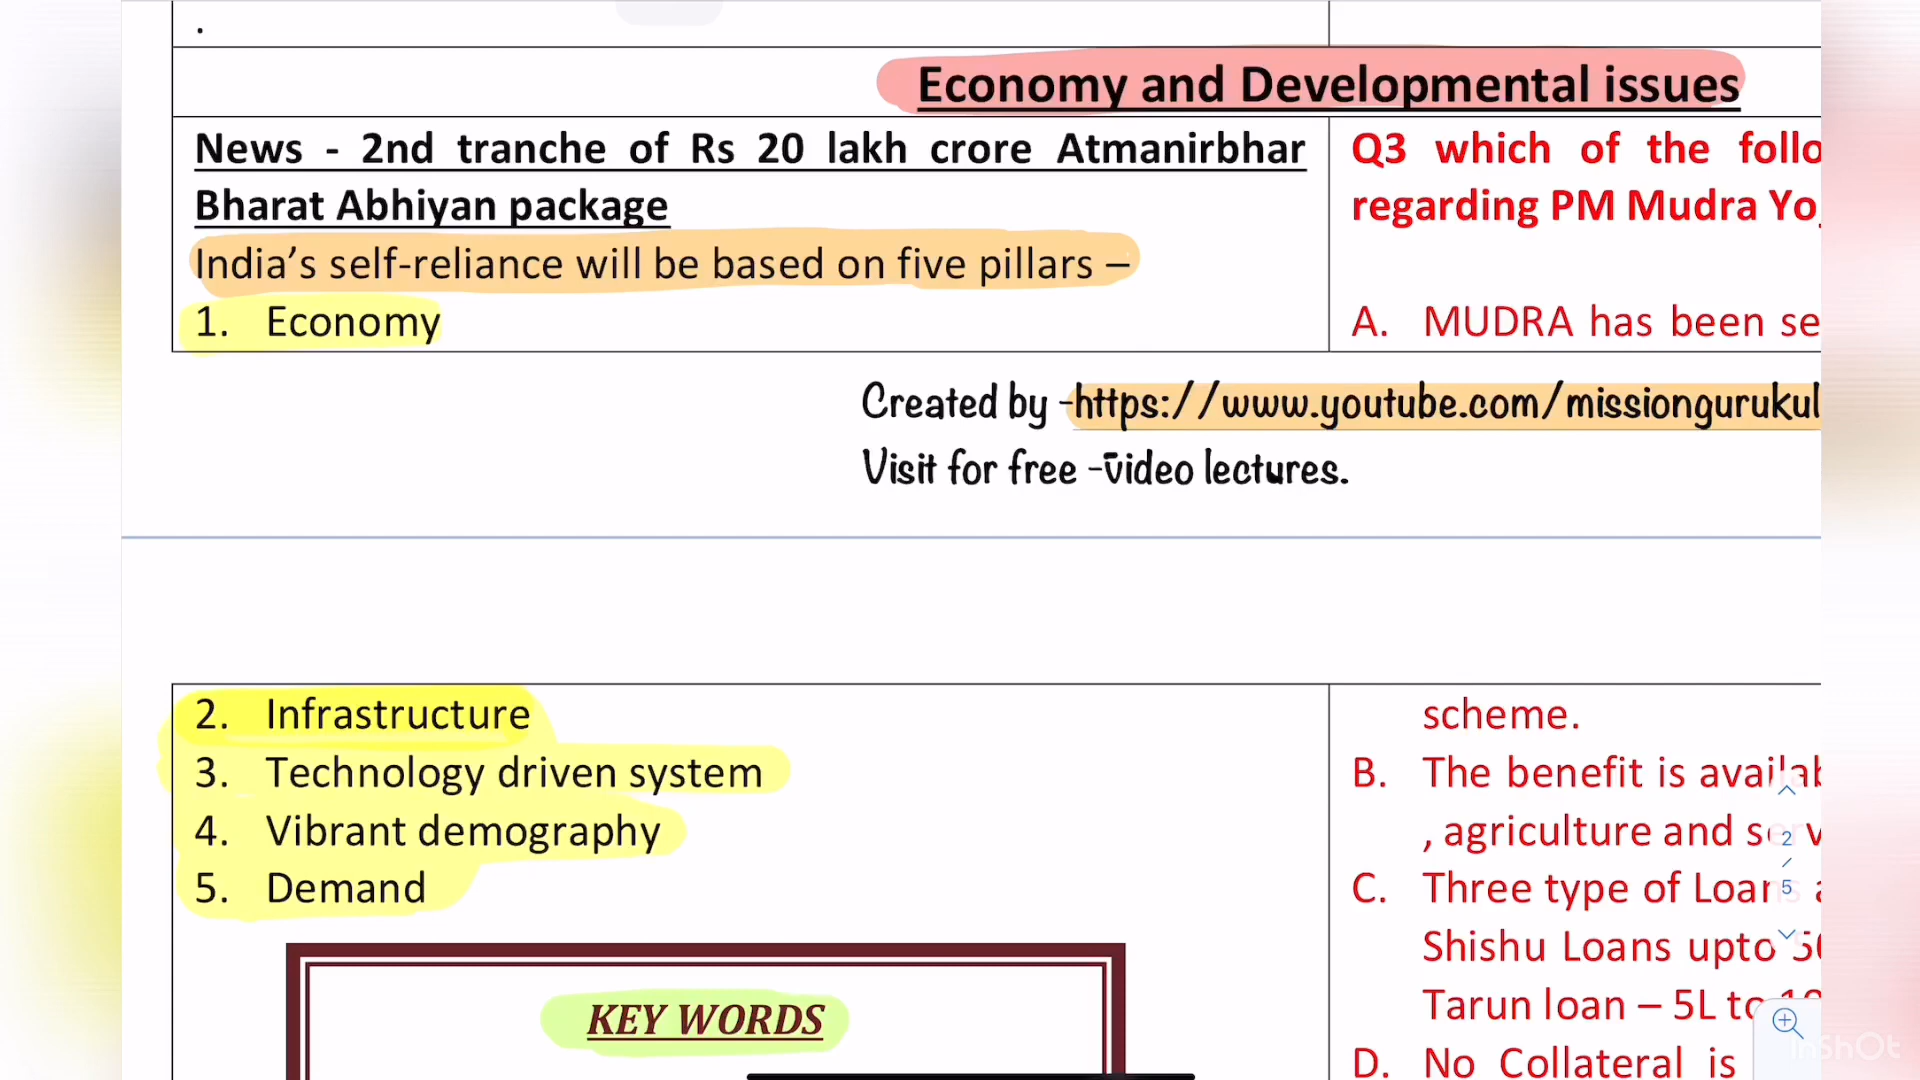 .
Economy and Developmental issues
News - 2nd tranche of Rs 20 lakh crore Atmanirbhar
Bharat Abhiyan package
India's self-reliance will be based on five pillars –
1. Economy
Q3 which of the
regarding PM Mudra
A. MUDRA has been
Created by -https://www.youtube.com/missiongurukul
Visit for free -video lectures.
2. Infrastructure
3. Technology driven system
4. Vibrant demography
5. Demand
KEY WORDS
scheme.
B. The benefit is
, agriculture and
C. Three type of
Shishu Loans upto
Tarun loan – 5L to
D. No Collateral is
2
/
5
InShOt